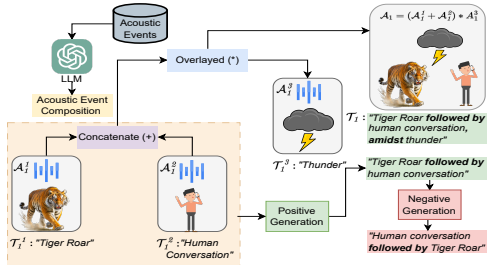 Acoustic
Events
LLM
Acoustic Event
Composition
Overlayed (*)
Concatenate (+)
𝒜₁¹
𝒯₁¹ : "Tiger Roar"
𝒜₁²
𝒯₁² : "Human
Conversation"
𝒜₁³
𝒯₁³ : "Thunder"
𝒜₁ = (𝒜₁¹ + 𝒜₁²) * A₁³
𝒯₁ : "Tiger Roar followed by
human conversation,
amidst thunder"
Positive
Generation
"Tiger Roar followed by
human conversation"
Negative
Generation
"Human conversation
followed by Tiger Roar"